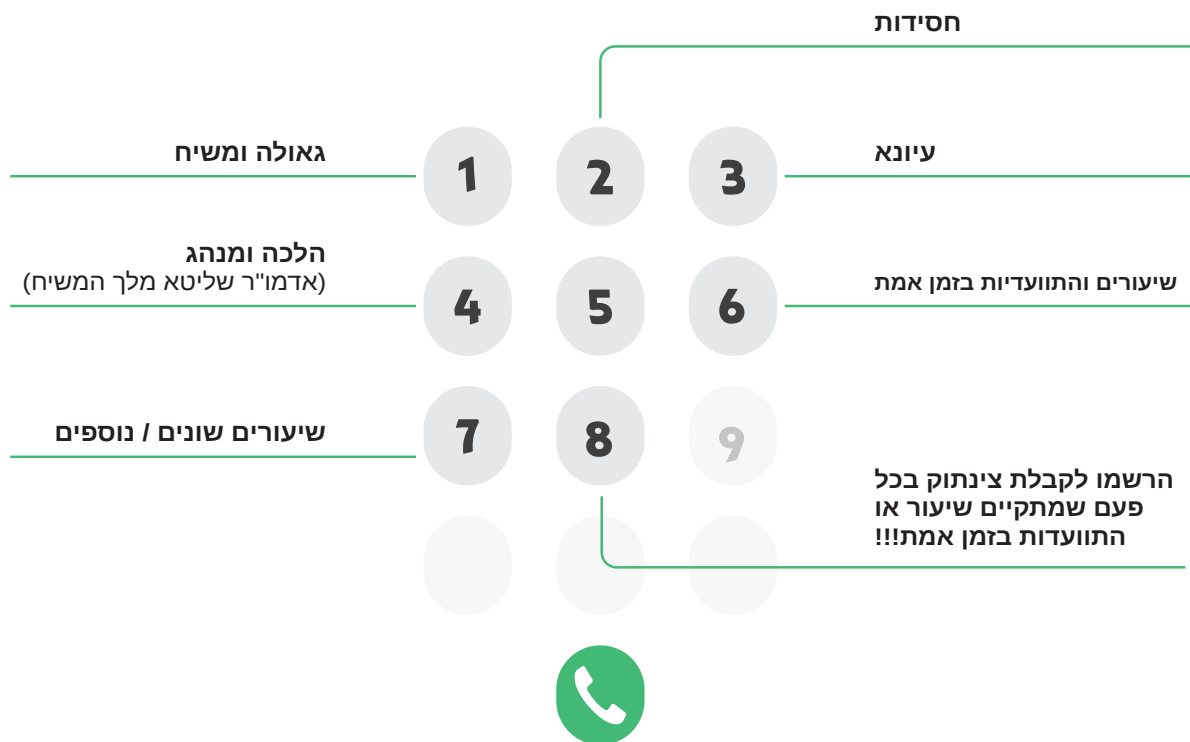 חסידות
גאולה ומשיח
1
2
3
עיונא
הלכה ומנהג
(אדמו"ר שליטא מלך המשיח)
4
5
6
שיעורים והתוועדיות בזמן אמת
שיעורים שונים / נוספים
7
8
9
הרשמו לקבלת צינתוק בכל
פעם שמתקיים שיעור או
התוועדות בזמן אמת!!!